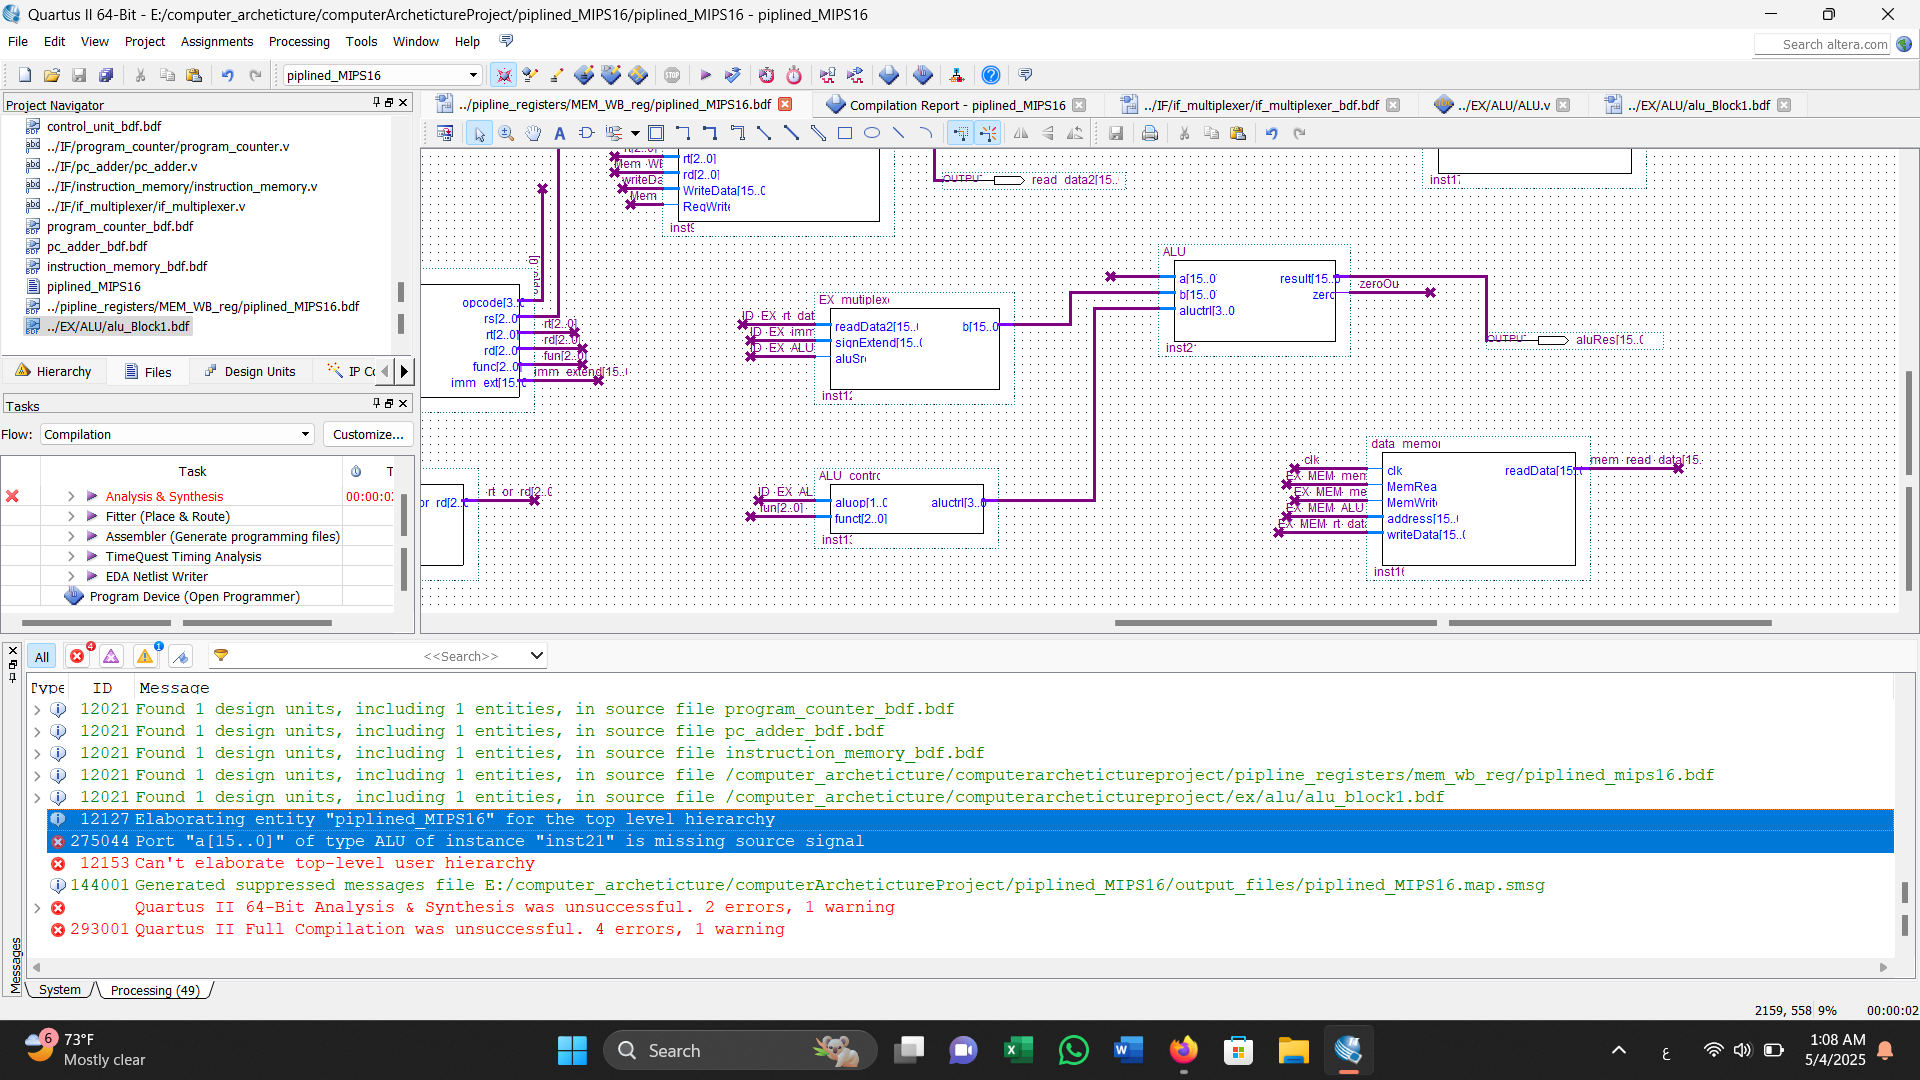 Quartus II 64-Bit - E:/computer_archeticture/computerArchetictureProject/piplined_MIPS16/piplined_MIPS16 - piplined_MIPS16
File Edit View Project Assignments Processing Tools Window Help
Search altera.com
piplined_MIPS16
Project Navigator
../pipline_registers/MEM_WB_reg/piplined_MIPS16.bdf
Compilation Report - piplined_MIPS16
../IF/if_multiplexer/if_multiplexer_bdf.bdf
../EX/ALU/ALU.v
../EX/ALU/alu_Block1.bdf
control_unit_bdf.bdf
../IF/program_counter/program_counter.v
../IF/pc_adder/pc_adder.v
../IF/instruction_memory/instruction_memory.v
../IF/if_multiplexer/if_multiplexer.v
program_counter_bdf.bdf
pc_adder_bdf.bdf
instruction_memory_bdf.bdf
piplined_MIPS16
../pipline_registers/MEM_WB_reg/piplined_MIPS16.bdf
../EX/ALU/alu_Block1.bdf
Hierarchy Files Design Units IP Co
Tasks
Flow: Compilation Customize...
Task T
Analysis & Synthesis 00:00:0
Fitter (Place & Route)
Assembler (Generate programming files)
TimeQuest Timing Analysis
EDA Netlist Writer
Program Device (Open Programmer)
rt[2..0]
rd[2..0]
WriteData[15..0
RegWrite
Mem WB
writeDa
Mem
inst9
OUTPUT read data2[15..
inst17
opcode[3..0
rs[2..0
rt[2..0]
rd[2..0
func[2..0]
imm ext[15..0
rt[2..0]
rd[2..0]
fun[2..0]
imm extend[15..0
or rd[2..0
rt or rd[2..0
EX mutiplexe
ID EX rt dat
ID EX imm
ID EX ALU
readData2[15..0
signExtend[15..0
aluSrc
b[15..0
inst12
ALU
a[15..0
b[15..0
aluctrl[3..0
result[15..0
zero
zeroOu
inst21
OUTPUT aluRes[15..0
ALU contro
ID EX AL
fun[2..0]
aluop[1..0
funct[2..0]
aluctrl[3..0
inst13
data memor
clk
EX MEM mem
EX MEM me
EX MEM ALU
EX MEM rt data
clk
MemRea
MemWrite
address[15..0
writeData[15..0
readData[15..0
mem read data[15..
inst16
All 4 1 <<Search>>
Type ID Message
12021 Found 1 design units, including 1 entities, in source file program_counter_bdf.bdf
12021 Found 1 design units, including 1 entities, in source file pc_adder_bdf.bdf
12021 Found 1 design units, including 1 entities, in source file instruction_memory_bdf.bdf
12021 Found 1 design units, including 1 entities, in source file /computer_archeticture/computerarchetictureproject/pipline_registers/mem_wb_reg/piplined_mips16.bdf
12021 Found 1 design units, including 1 entities, in source file /computer_archeticture/computerarchetictureproject/ex/alu/alu_block1.bdf
12127 Elaborating entity "piplined_MIPS16" for the top level hierarchy
275044 Port "a[15..0]" of type ALU of instance "inst21" is missing source signal
12153 Can't elaborate top-level user hierarchy
144001 Generated suppressed messages file E:/computer_archeticture/computerArchetictureProject/piplined_MIPS16/output_files/piplined_MIPS16.map.smsg
Quartus II 64-Bit Analysis & Synthesis was unsuccessful. 2 errors, 1 warning
293001 Quartus II Full Compilation was unsuccessful. 4 errors, 1 warning
Messages
System Processing (49)
2159, 558 9% 00:00:02
6
73°F
Mostly clear
Search
ع
1:08 AM
5/4/2025